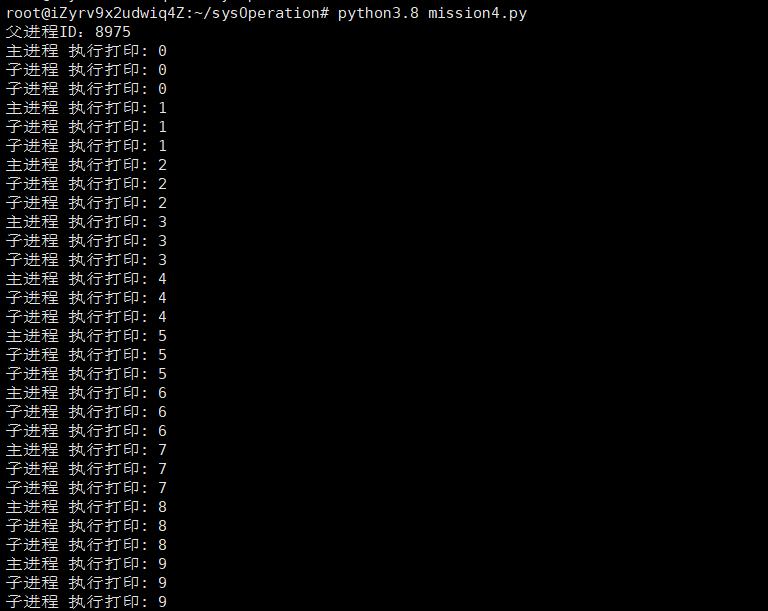 root@iZyrv9x2udwiq4Z:~/sysOperation# python3.8 mission4.py
父进程ID: 8975
主进程 执行打印: 0
子进程 执行打印: 0
子进程 执行打印: 0
主进程 执行打印: 1
子进程 执行打印: 1
子进程 执行打印: 1
主进程 执行打印: 2
子进程 执行打印: 2
子进程 执行打印: 2
主进程 执行打印: 3
子进程 执行打印: 3
子进程 执行打印: 3
主进程 执行打印: 4
子进程 执行打印: 4
子进程 执行打印: 4
主进程 执行打印: 5
子进程 执行打印: 5
子进程 执行打印: 5
主进程 执行打印: 6
子进程 执行打印: 6
子进程 执行打印: 6
主进程 执行打印: 7
子进程 执行打印: 7
子进程 执行打印: 7
主进程 执行打印: 8
子进程 执行打印: 8
子进程 执行打印: 8
主进程 执行打印: 9
子进程 执行打印: 9
子进程 执行打印: 9